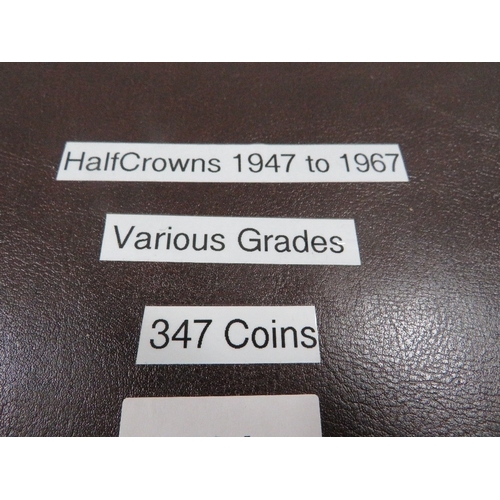 HalfCrowns 1947 to 1967
Various Grades
347 Coins